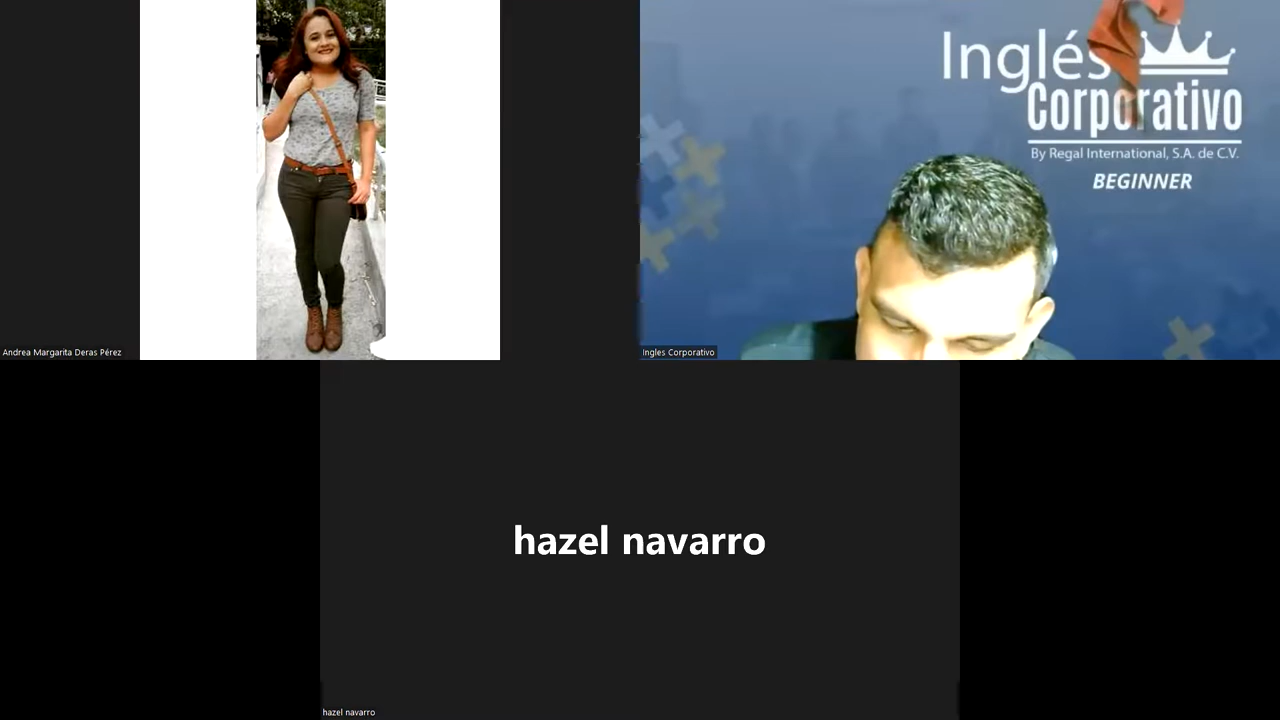 Inglés
Corporativo
By Regal International, S.A. de C.V.
BEGINNER
Andrea Margarita Deras Pérez
Ingles Corporativo
hazel navarro
hazel navarro